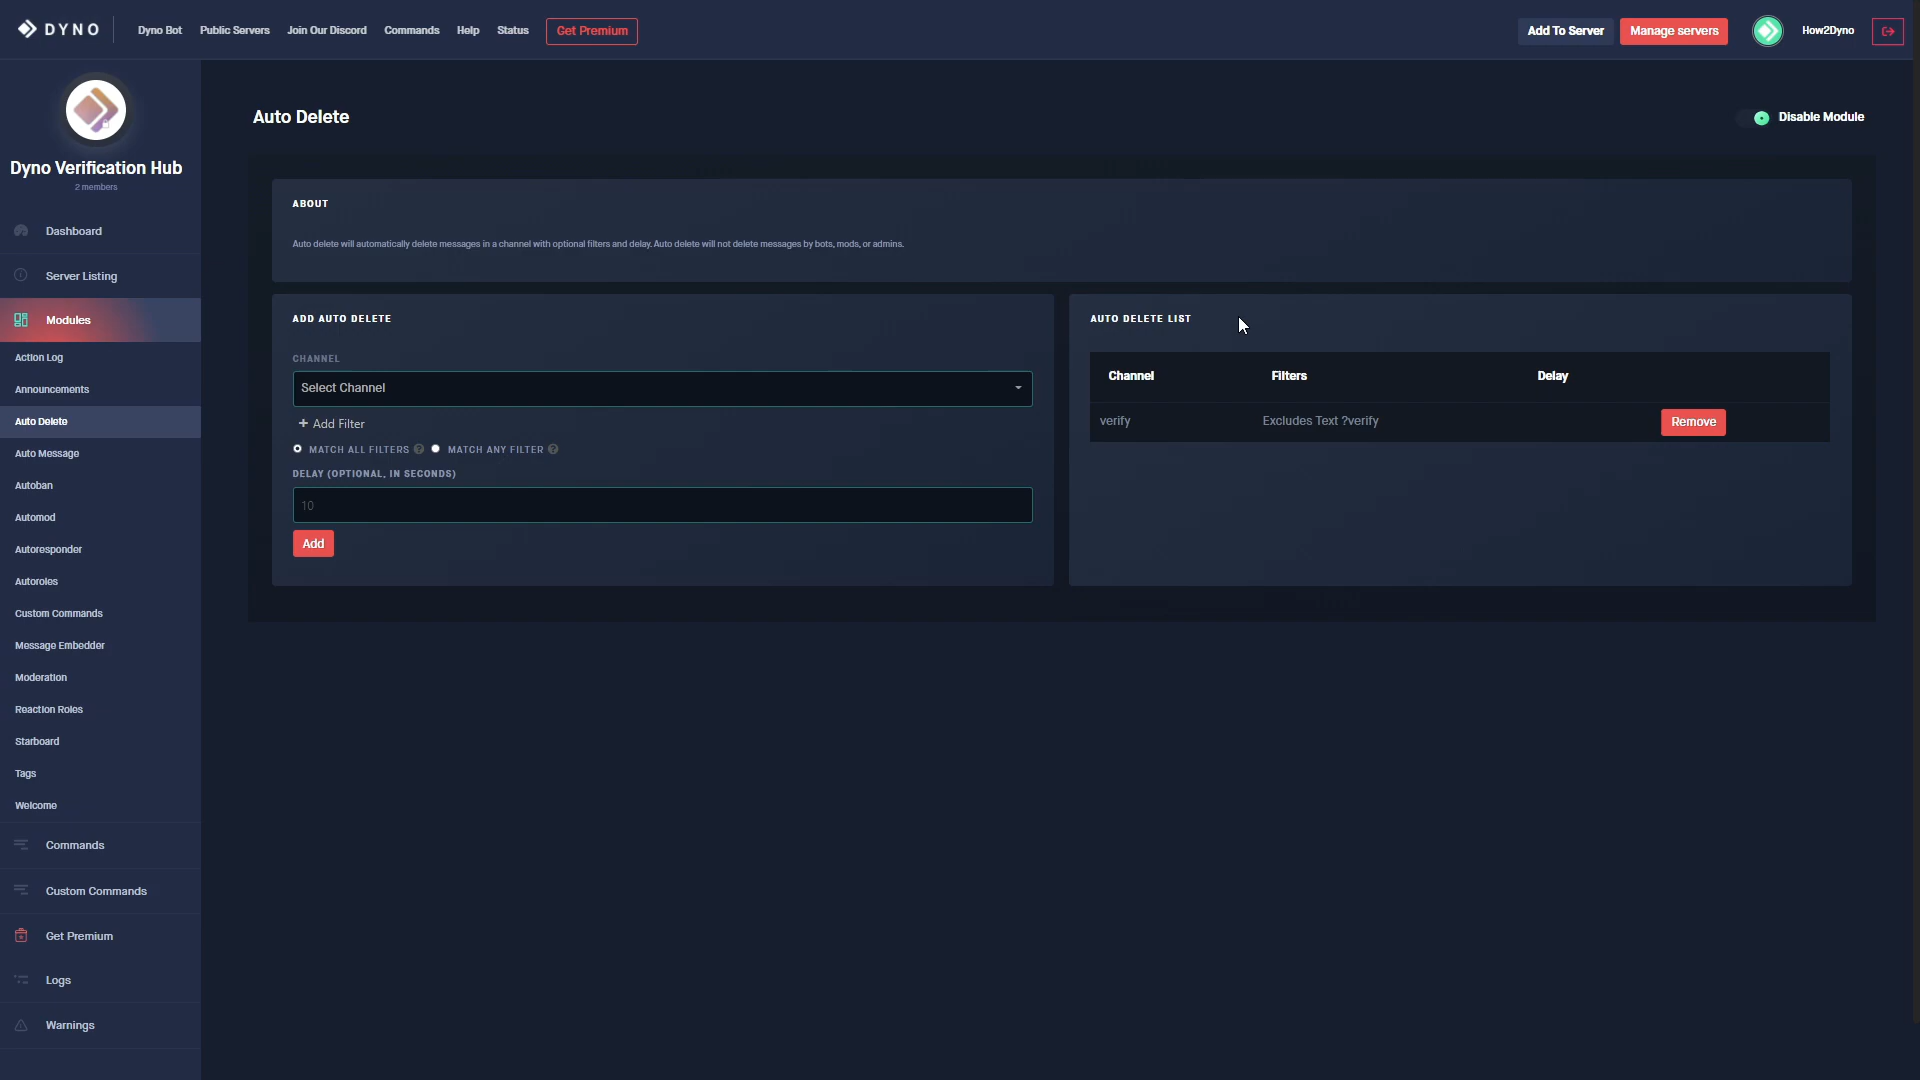 DYNO
Dyno Bot
Public Servers
Join Our Discord
Commands
Help
Status
Get Premium
Add To Server
Manage servers
How2Dyno
Dyno Verification Hub
2 members
Dashboard
Server Listing
Modules
Action Log
Announcements
Auto Delete
Auto Message
Autoban
Automod
Autoresponder
Autoroles
Custom Commands
Message Embedder
Moderation
Reaction Roles
Starboard
Tags
Welcome
Commands
Custom Commands
Get Premium
Logs
Warnings
Auto Delete
Disable Module
ABOUT
Auto delete will automatically delete messages in a channel with optional filters and delay. Auto delete will not delete messages by bots, mods, or admins.
ADD AUTO DELETE
CHANNEL
Select Channel
+ Add Filter
MATCH ALL FILTERS ? MATCH ANY FILTER ?
DELAY (OPTIONAL, IN SECONDS)
10
Add
AUTO DELETE LIST
Channel Filters Delay
verify Excludes Text ?verify Remove